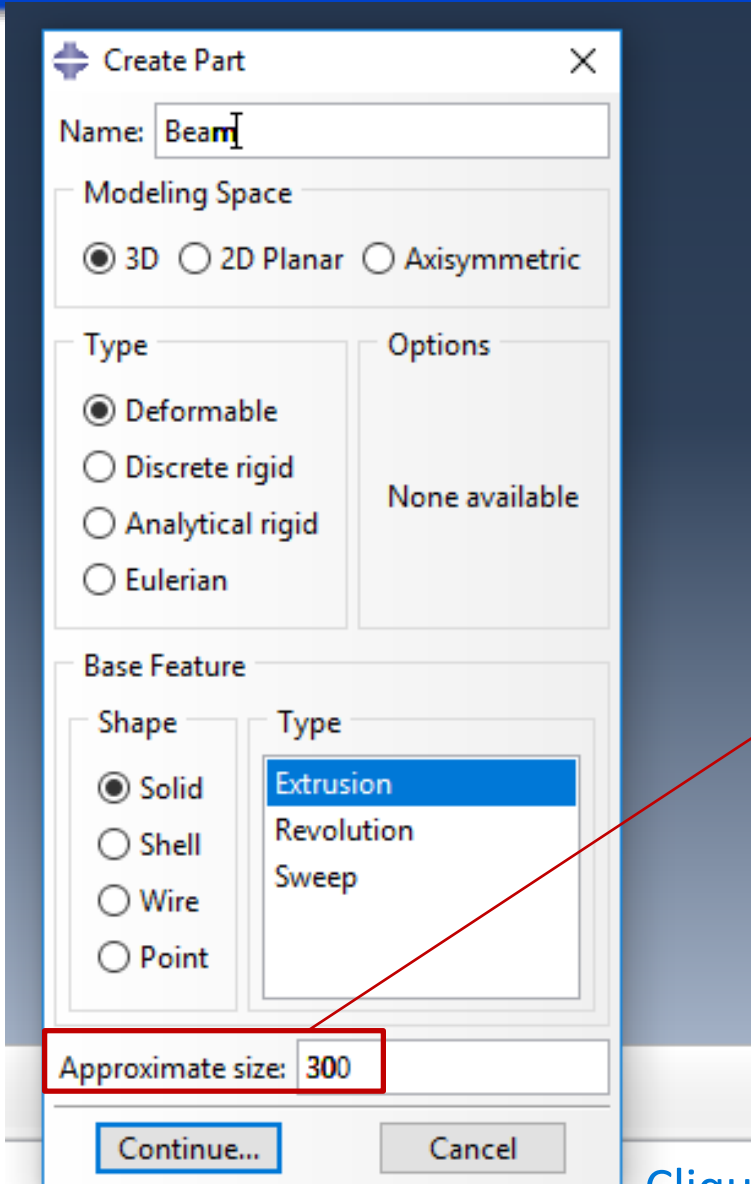 Create Part
Name: Beam
Modeling Space
3D 2D Planar Axisymmetric
Type
Deformable
Discrete rigid
Analytical rigid
Eulerian
Options
None available
Base Feature
Shape
Solid
Shell
Wire
Point
Type
Extrusion
Revolution
Sweep
Approximate size: 300
Continue... Cancel